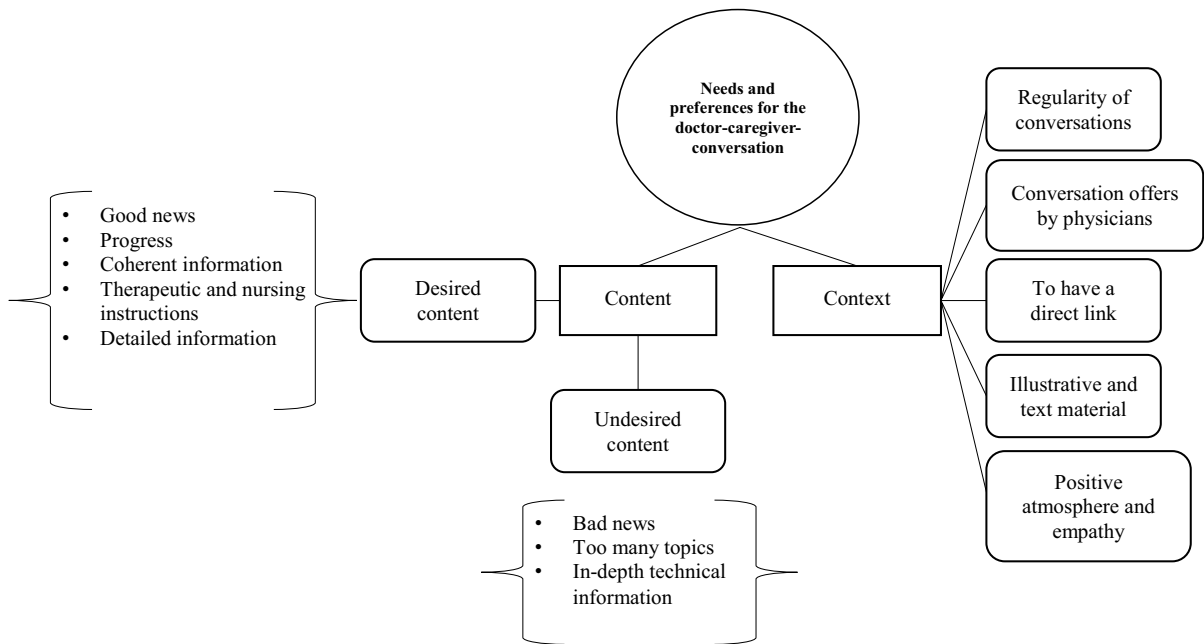 Needs and
preferences for the
doctor-caregiver-
conversation
Regularity of
conversations
Conversation offers
by physicians
To have a
direct link
Illustrative and
text material
Positive
atmosphere and
empathy
Context
Content
Desired
content
• Good news
• Progress
• Coherent information
• Therapeutic and nursing
instructions
• Detailed information
Undesired
content
• Bad news
• Too many topics
• In-depth technical
information